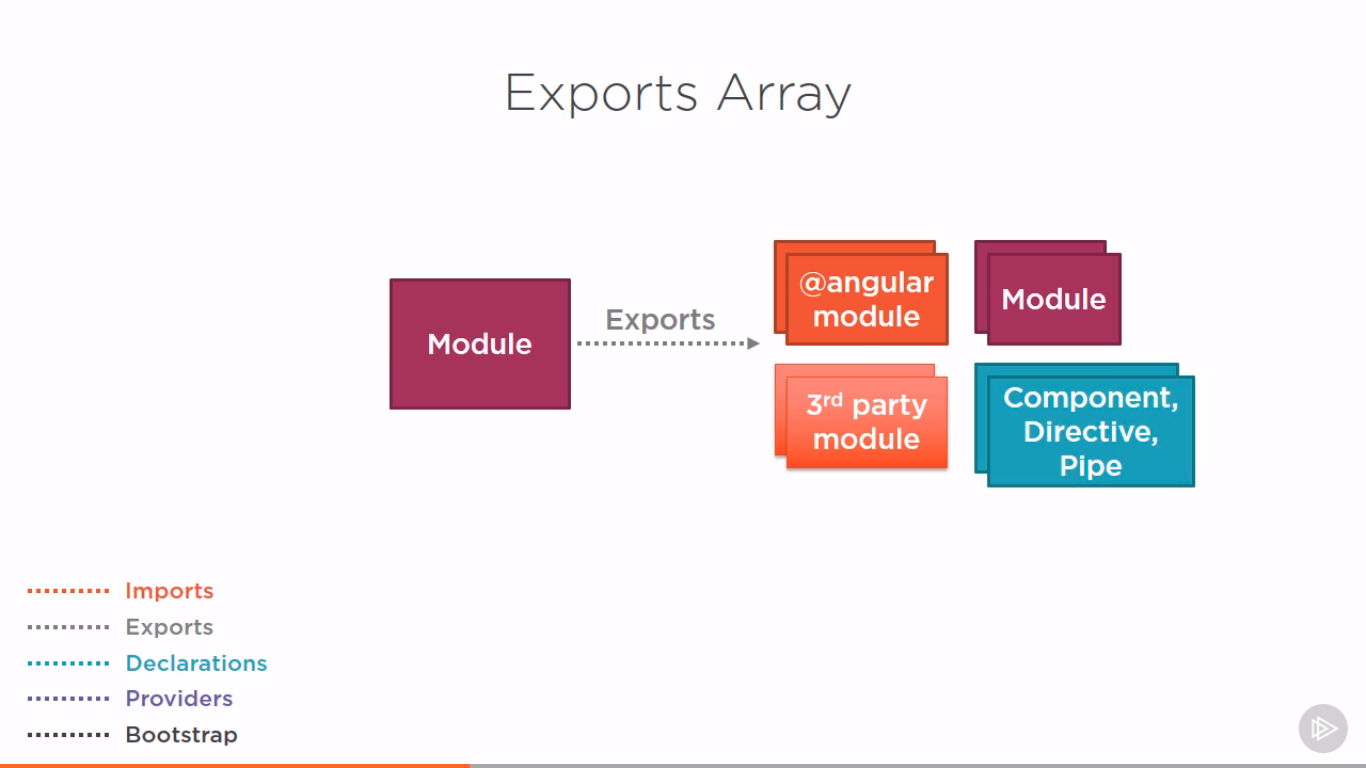 Exports Array
Module
Exports
@angular
module
Module
3rd party
module
Component,
Directive,
Pipe
Imports
Exports
Declarations
Providers
Bootstrap